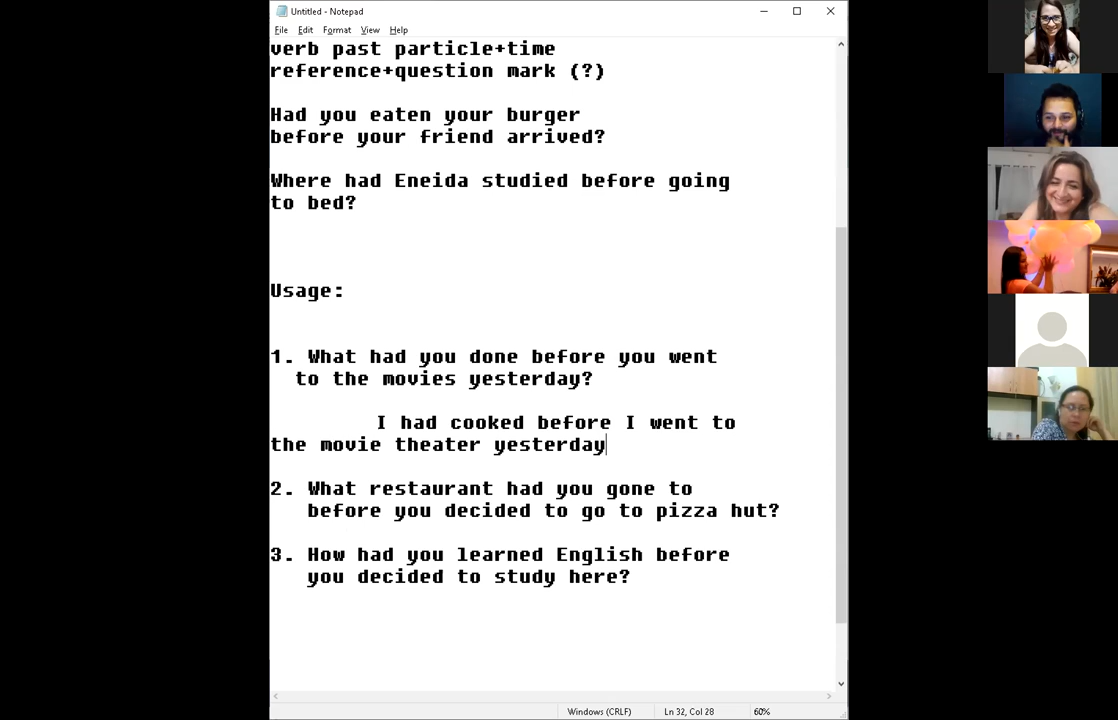 Untitled - Notepad
File Edit Format View Help
verb past particle+time
reference+question mark (?)
Had you eaten your burger
before your friend arrived?
Where had Eneida studied before going
to bed?
Usage:
1. What had you done before you went
to the movies yesterday?
I had cooked before I went to
the movie theater yesterday
2. What restaurant had you gone to
before you decided to go to pizza hut?
3. How had you learned English before
you decided to study here?
Windows (CRLF) Ln 32, Col 28 60%